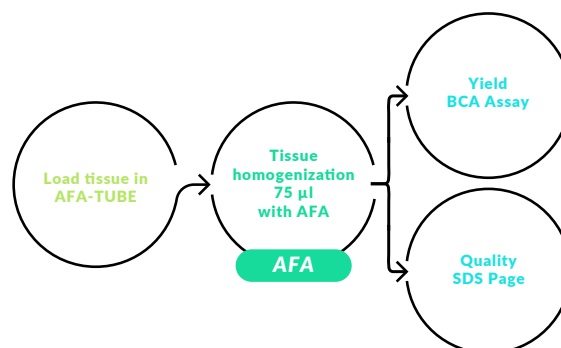 Load tissue in
AFA-TUBE
Tissue
homogenization
75 µl
with AFA
AFA
Yield
BCA Assay
Quality
SDS Page